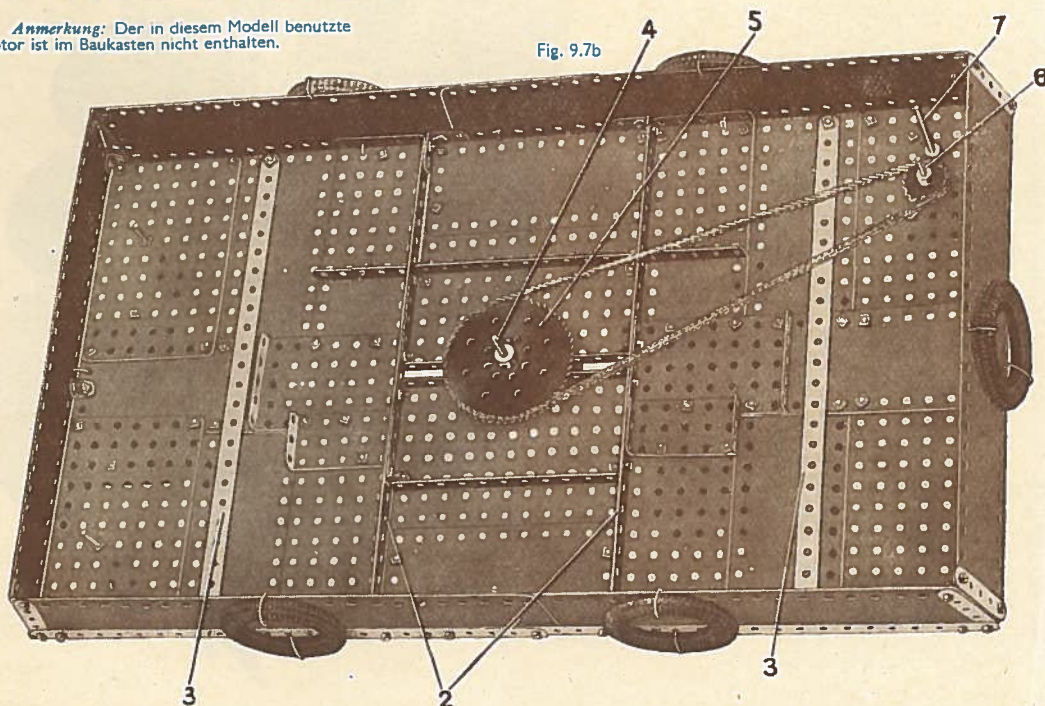 Anmerkung: Der in diesem Modell benutzte
tor ist im Baukasten nicht enthalten.
Fig. 9.7b
4
5
7
6
3
2
3